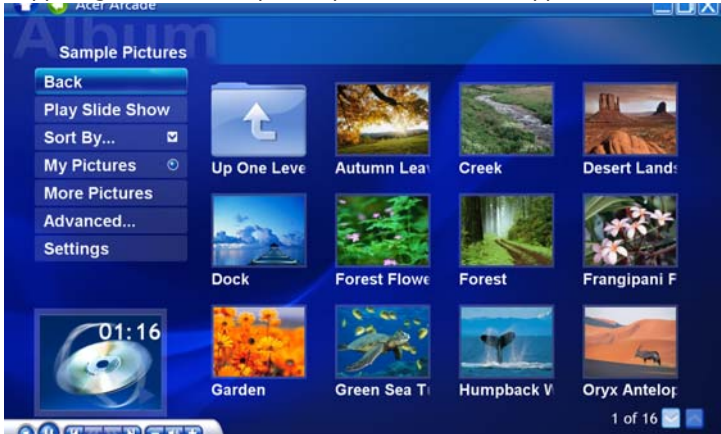 Acer Arcade
Album
Sample Pictures
Back
Play Slide Show
Sort By...
My Pictures
More Pictures
Advanced...
Settings
01:16
Up One Leve
Autumn Lea
Creek
Desert Land
Dock
Forest Flowe
Forest
Frangipani F
Garden
Green Sea T
Humpback W
Oryx Antelop
1 of 16